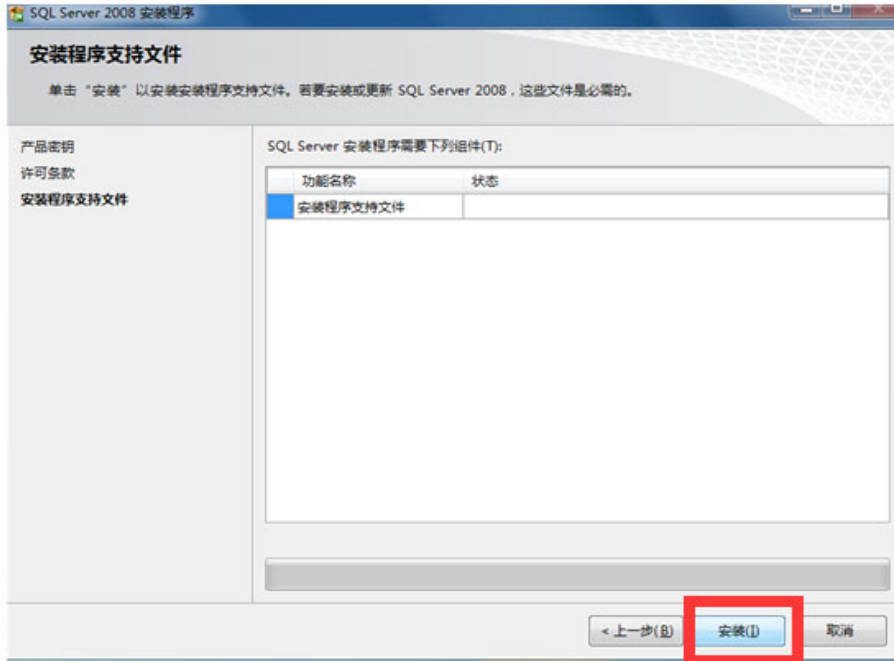 SQL Server 2008 安装程序
安装程序支持文件
单击“安装”以安装安装程序支持文件。若要安装或更新 SQL Server 2008，这些文件是必需的。
产品密钥
许可条款
安装程序支持文件
SQL Server 安装程序需要下列组件(T):
功能名称 状态
安装程序支持文件
< 上一步(B) 安装(I) 取消